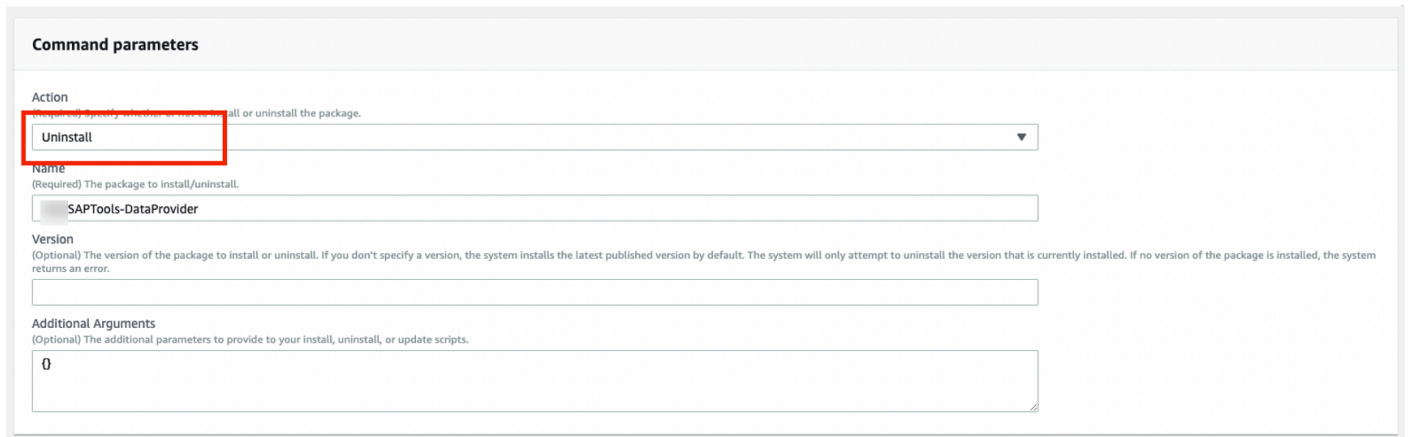 Command parameters
Action
(Required) Specify whether or not to install or uninstall the package.
Uninstall
Name
(Required) The package to install/uninstall.
SAPTools-DataProvider
Version
(Optional) The version of the package to install or uninstall. If you don't specify a version, the system installs the latest published version by default. The system will only attempt to uninstall the version that is currently installed. If no version of the package is installed, the system
returns an error.
Additional Arguments
(Optional) The additional parameters to provide to your install, uninstall, or update scripts.
{}